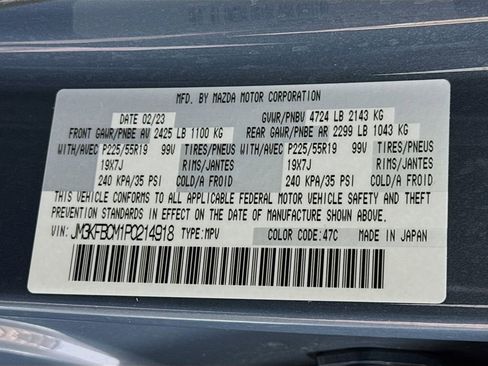 MFD. BY MAZDA MOTOR CORPORATION
DATE 02/23 GVWR/PNBV 4724 LB 2143 KG
FRONT GAWR/PNBE AV 2425 LB 1100 KG REAR GAWR/PNBE AR 2299 LB 1043 KG
WITH/AVEC P225/55R19 99V TIRES/PNEUS WITH/AVEC P225/55R19 99V TIRES/PNEUS
19X7J RIMS/JANTES 19X7J RIMS/JANTES
240 KPA/35 PSI COLD/A FROID 240 KPA/35 PSI COLD/A FROID
THIS VEHICLE CONFORMS TO ALL APPLICABLE FEDERAL MOTOR VEHICLE SAFETY AND THEFT
PREVENTION STANDARDS IN EFFECT ON THE DATE OF MANUFACTURE SHOWN ABOVE.
VIN: JM3KFBCM1P0214918 TYPE: MPV COLOR CODE: 47C MADE IN JAPAN